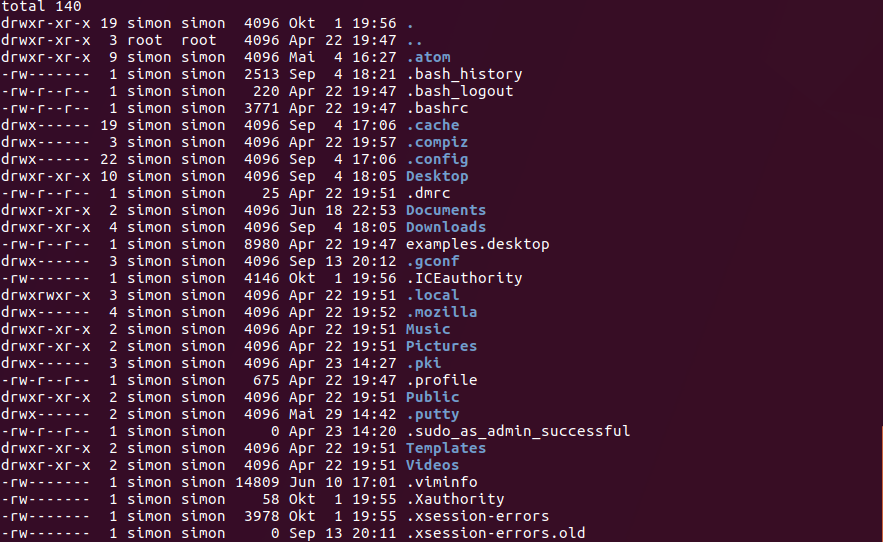 total 140
drwxr-xr-x 19 simon simon  4096 Okt  1 19:56 .
drwxr-xr-x  3 root  root   4096 Apr 22 19:47 ..
drwxr-xr-x  9 simon simon  4096 Mai  4 16:27 .atom
-rw-------  1 simon simon  2513 Sep  4 18:21 .bash_history
-rw-r--r--  1 simon simon   220 Apr 22 19:47 .bash_logout
-rw-r--r--  1 simon simon  3771 Apr 22 19:47 .bashrc
drwx------ 19 simon simon  4096 Sep  4 17:06 .cache
drwx------  3 simon simon  4096 Apr 22 19:57 .compiz
drwx------ 22 simon simon  4096 Sep  4 17:06 .config
drwxr-xr-x 10 simon simon  4096 Sep  4 18:05 Desktop
-rw-r--r--  1 simon simon    25 Apr 22 19:51 .dmrc
drwxr-xr-x  2 simon simon  4096 Jun 18 22:53 Documents
drwxr-xr-x  4 simon simon  4096 Sep  4 18:05 Downloads
-rw-r--r--  1 simon simon  8980 Apr 22 19:47 examples.desktop
drwx------  3 simon simon  4096 Sep 13 20:12 .gconf
-rw-------  1 simon simon  4146 Okt  1 19:56 .ICEauthority
drwxrwxr-x  3 simon simon  4096 Apr 22 19:51 .local
drwx------  4 simon simon  4096 Apr 22 19:52 .mozilla
drwxr-xr-x  2 simon simon  4096 Apr 22 19:51 Music
drwxr-xr-x  2 simon simon  4096 Apr 22 19:51 Pictures
drwx------  3 simon simon  4096 Apr 23 14:27 .pki
-rw-r--r--  1 simon simon   675 Apr 22 19:47 .profile
drwxr-xr-x  2 simon simon  4096 Apr 22 19:51 Public
drwx------  2 simon simon  4096 Mai 29 14:42 .putty
-rw-r--r--  1 simon simon     0 Apr 23 14:20 .sudo_as_admin_successful
drwxr-xr-x  2 simon simon  4096 Apr 22 19:51 Templates
drwxr-xr-x  2 simon simon  4096 Apr 22 19:51 Videos
-rw-------  1 simon simon 14809 Jun 10 17:01 .viminfo
-rw-------  1 simon simon    58 Okt  1 19:55 .Xauthority
-rw-------  1 simon simon  3978 Okt  1 19:55 .xsession-errors
-rw-------  1 simon simon     0 Sep 13 20:11 .xsession-errors.old